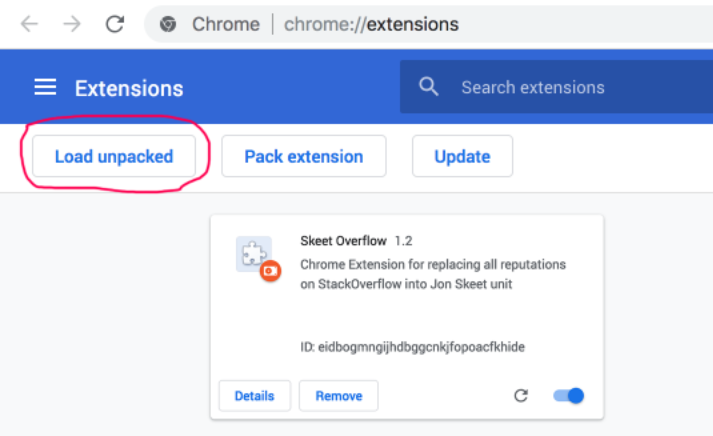 Chrome | chrome://extensions
Extensions
Search extensions
Load unpacked
Pack extension
Update
Skeet Overflow 1.2
Chrome Extension for replacing all reputations
on StackOverflow into Jon Skeet unit
ID: eidbogmngijhdbggcnkjfopoacfkhide
Details
Remove